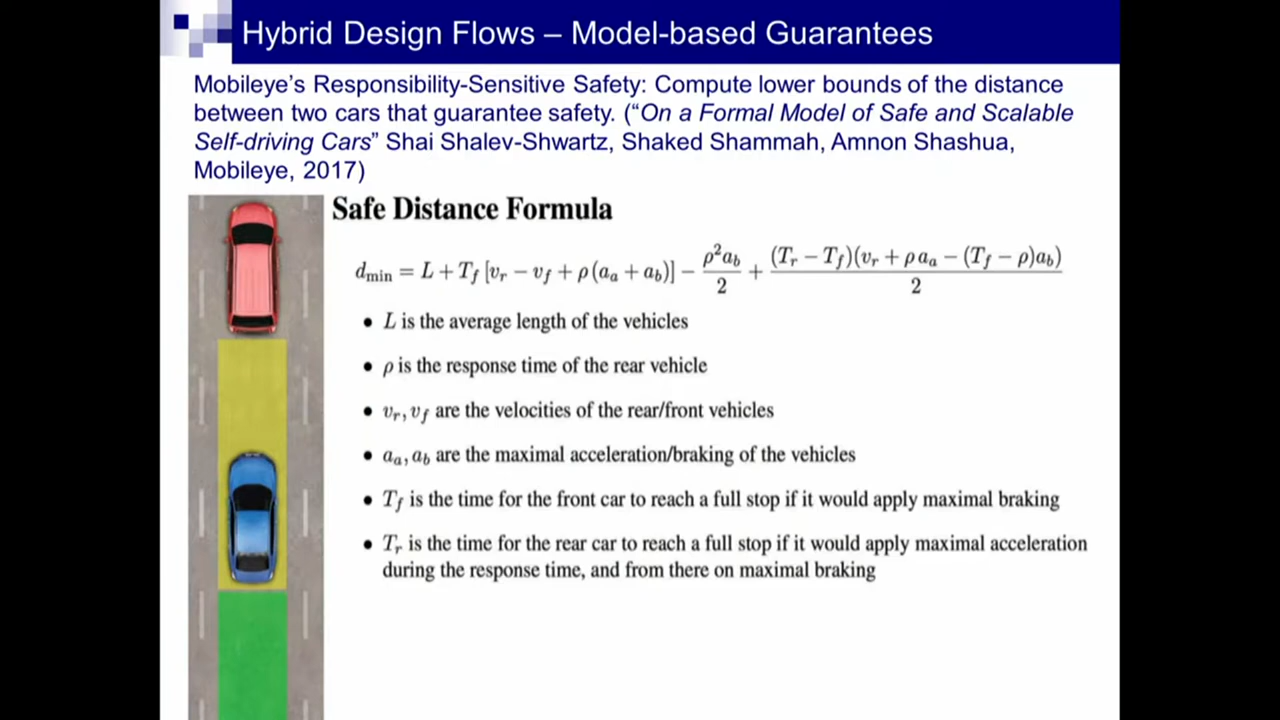 Hybrid Design Flows – Model-based Guarantees
Mobileye's Responsibility-Sensitive Safety: Compute lower bounds of the distance
between two cars that guarantee safety. (“On a Formal Model of Safe and Scalable
Self-driving Cars” Shai Shalev-Shwartz, Shaked Shammah, Amnon Shashua,
Mobileye, 2017)
Safe Distance Formula
d_min = L + T_f [v_r − v_f + ρ(a_a + a_b)] − ρ²a_b/2 + (T_r − T_f)(v_r + ρ a_a − (T_f − ρ)a_b)/2
• L is the average length of the vehicles
• ρ is the response time of the rear vehicle
• v_r, v_f are the velocities of the rear/front vehicles
• a_a, a_b are the maximal acceleration/braking of the vehicles
• T_f is the time for the front car to reach a full stop if it would apply maximal braking
• T_r is the time for the rear car to reach a full stop if it would apply maximal acceleration
during the response time, and from there on maximal braking